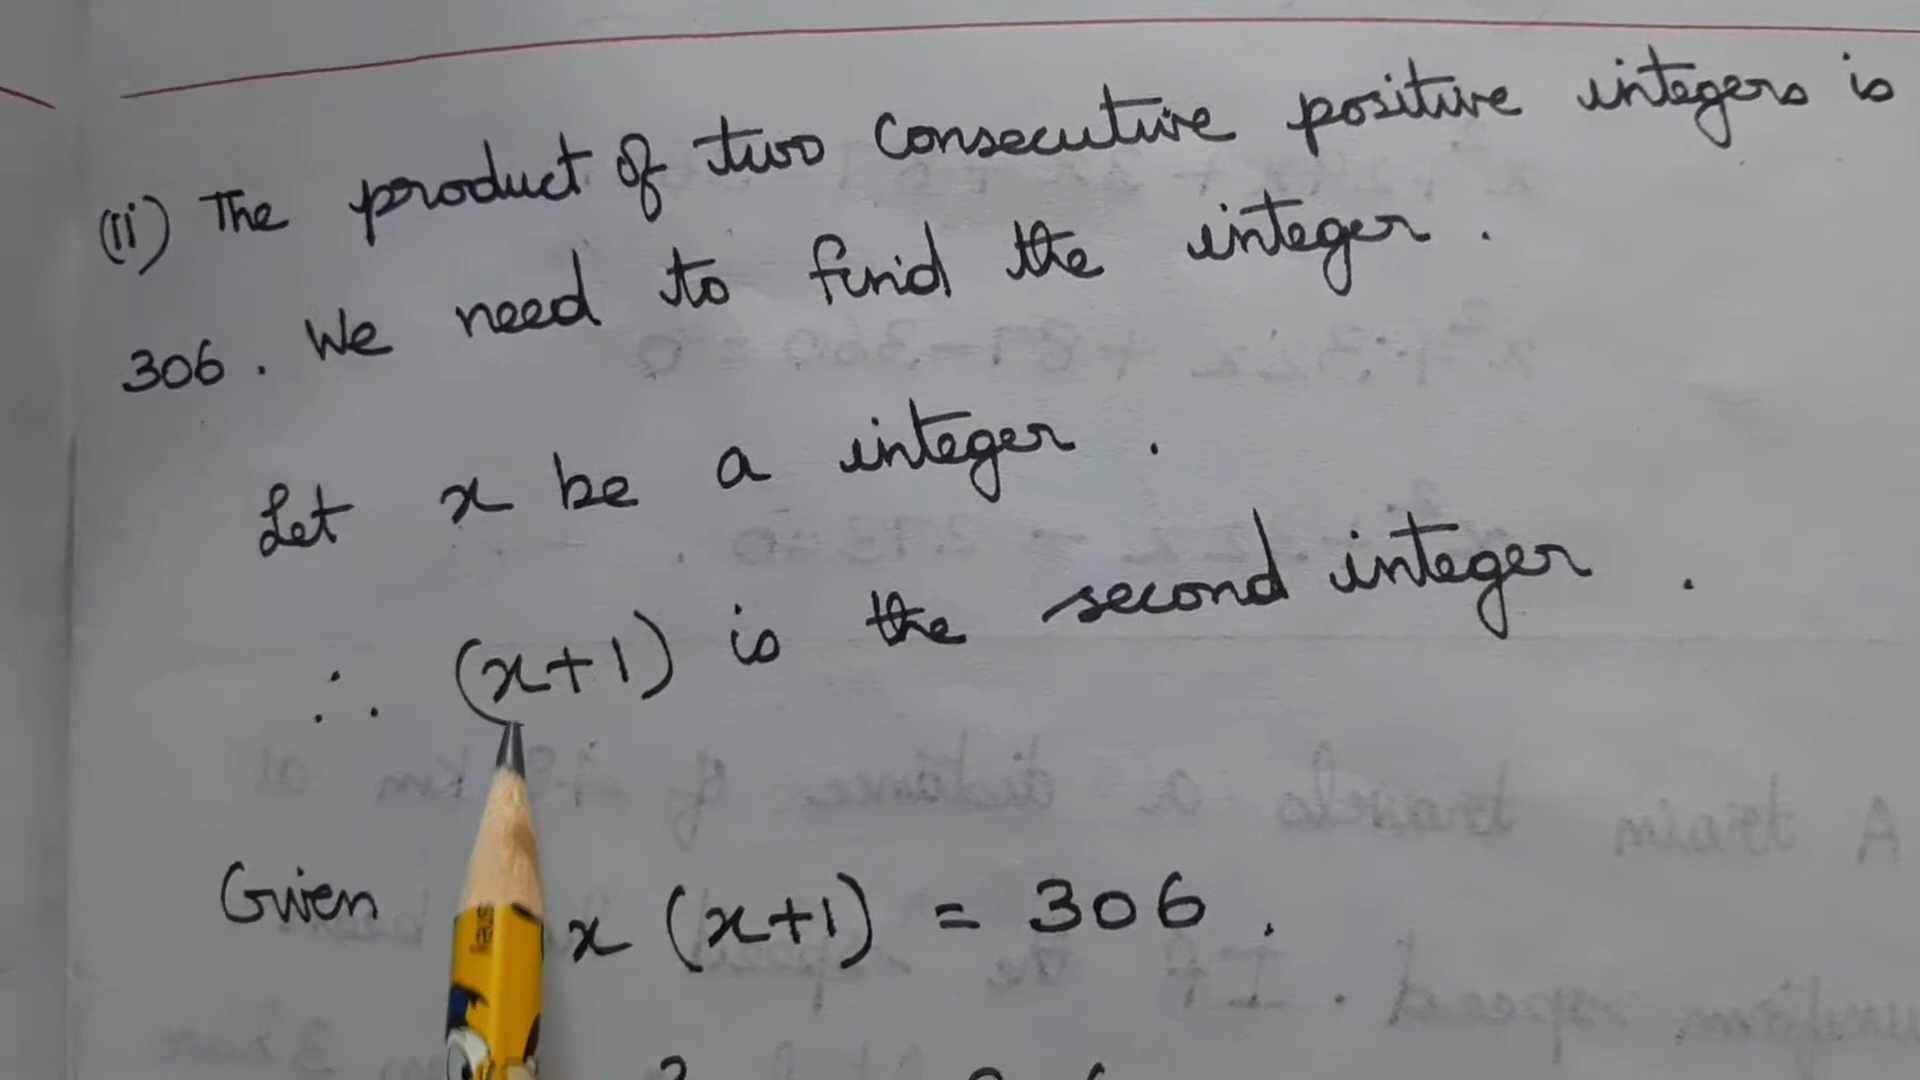 (ii) The product of two consecutive positive integers is
306. We need to find the integer.
Let x be a integer.
∴ (x+1) is the second integer.
Given x (x+1) = 306.